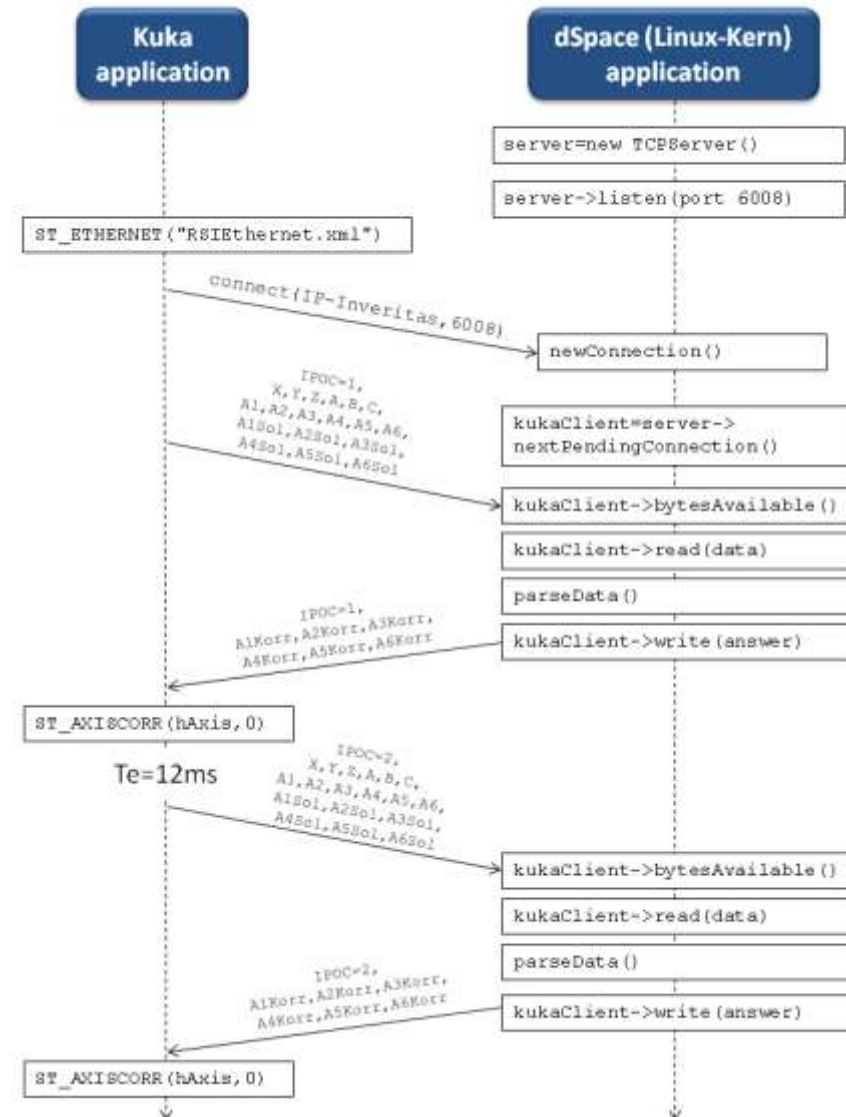 Kuka
application
dSpace (Linux-Kern)
application
server=new TCPServer()
server->listen(port 6008)
ST_ETHERNET("RSIEthernet.xml")
connect(IP-Inveritas,6008)
newConnection()
IPOC=1,
X,Y,Z,A,B,C,
A1,A2,A3,A4,A5,A6,
A1Sol,A2Sol,A3Sol,
A4Sol,A5Sol,A6Sol
kukaClient=server->
nextPendingConnection()
kukaClient->bytesAvailable()
kukaClient->read(data)
parseData()
IPOC=1,
A1Korr,A2Korr,A3Korr,
A4Korr,A5Korr,A6Korr
kukaClient->write(answer)
ST_AXISCORR(hAxis,0)
Te=12ms
IPOC=2,
X,Y,Z,A,B,C,
A1,A2,A3,A4,A5,A6,
A1Sol,A2Sol,A3Sol,
A4Sol,A5Sol,A6Sol
kukaClient->bytesAvailable()
kukaClient->read(data)
parseData()
IPOC=2,
A1Korr,A2Korr,A3Korr,
A4Korr,A5Korr,A6Korr
kukaClient->write(answer)
ST_AXISCORR(hAxis,0)